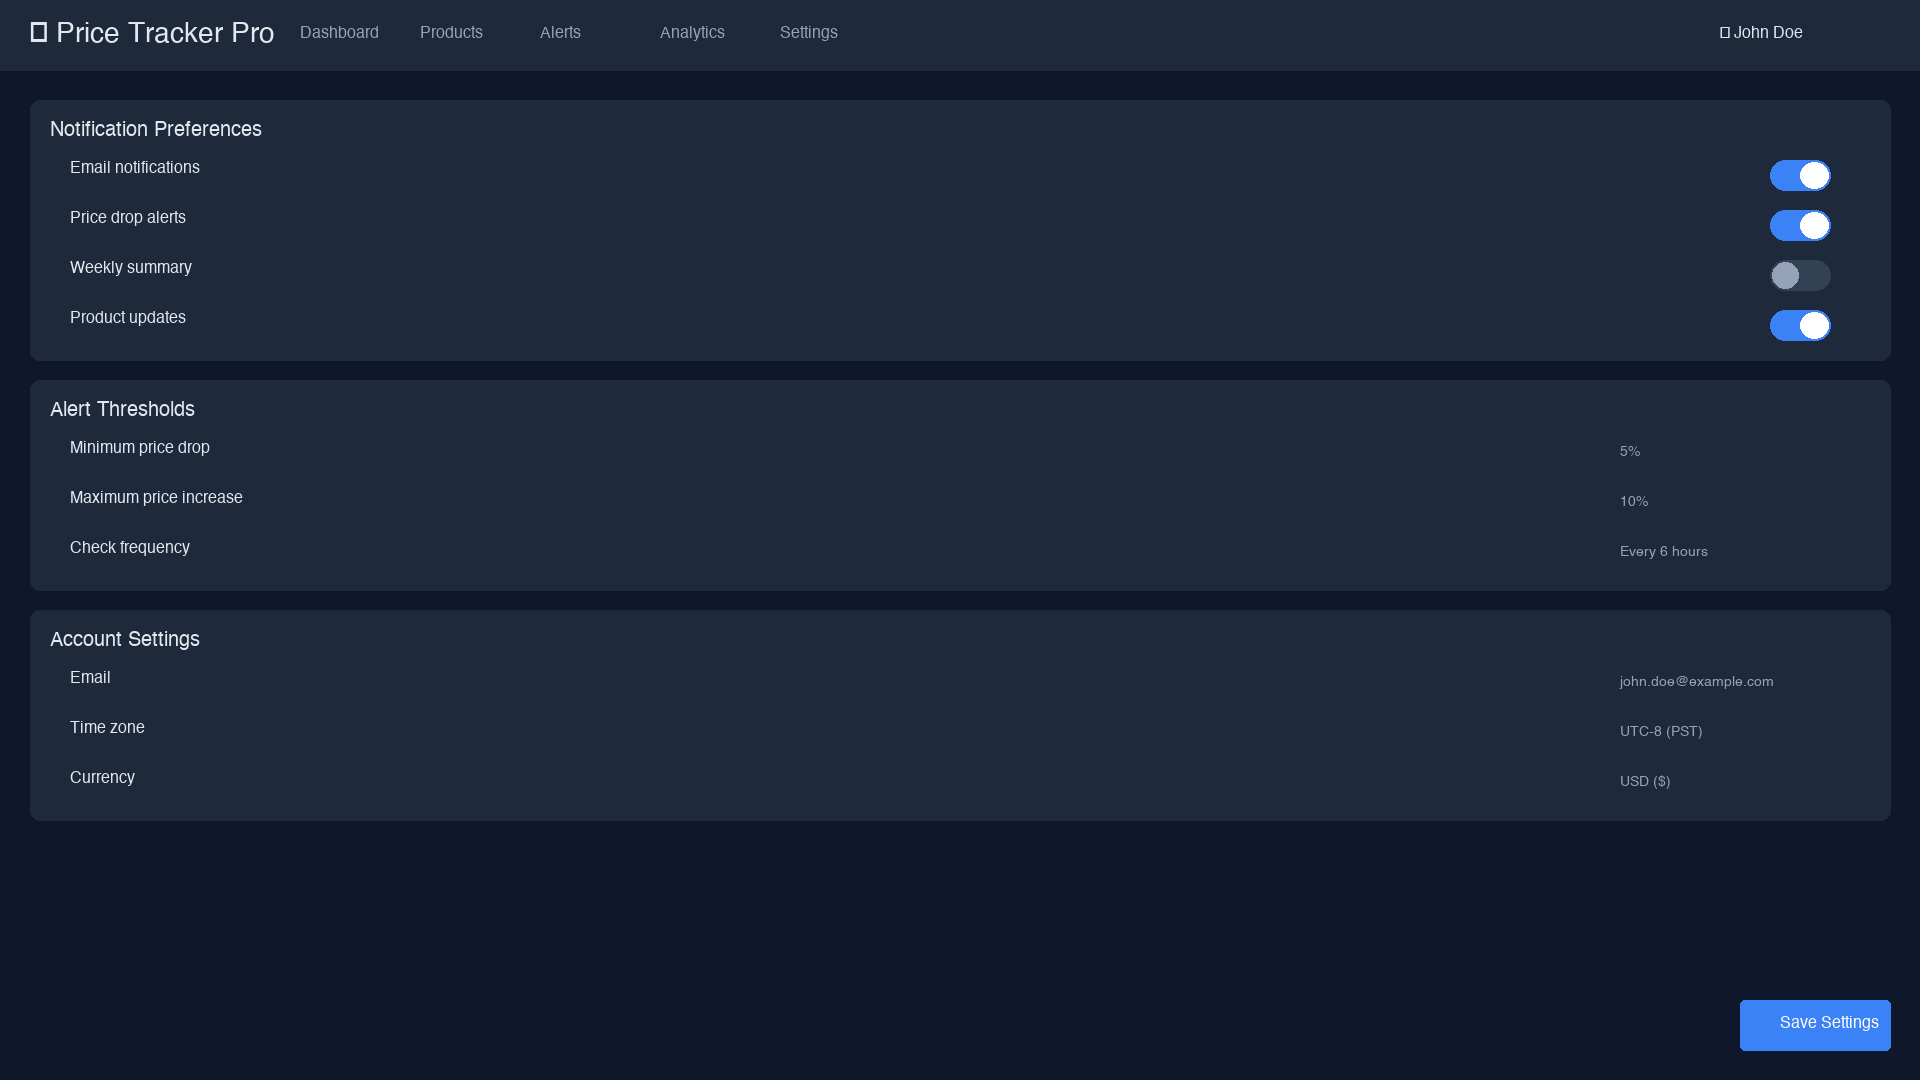 Price Tracker Pro Dashboard Products Alerts Analytics Settings John Doe
Notification Preferences
Email notifications
Price drop alerts
Weekly summary
Product updates
Alert Thresholds
Minimum price drop 5%
Maximum price increase 10%
Check frequency Every 6 hours
Account Settings
Email john.doe@example.com
Time zone UTC-8 (PST)
Currency USD ($)
Save Settings